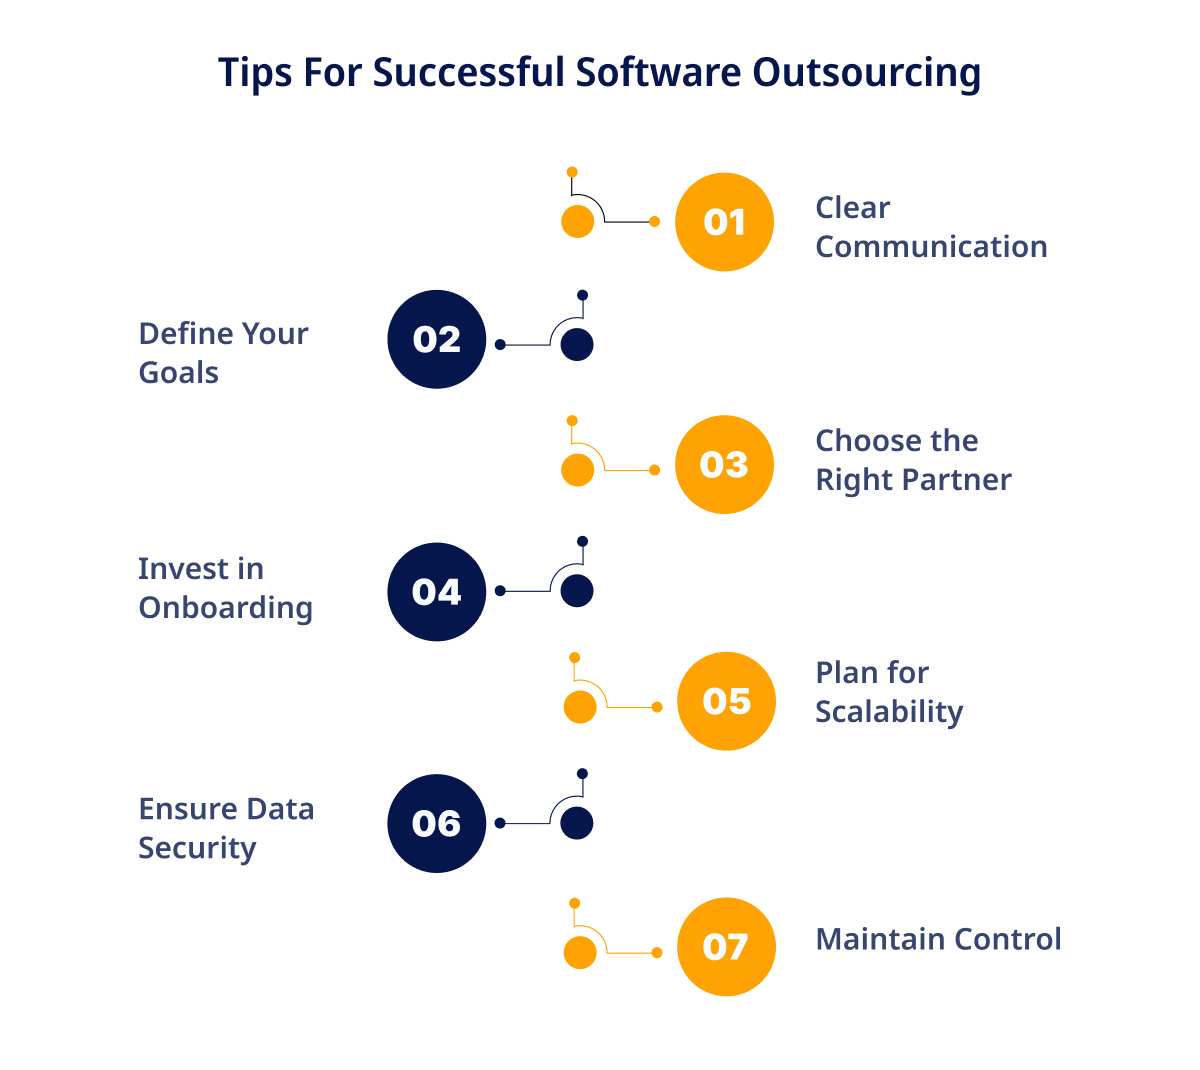 Tips For Successful Software Outsourcing
01
Clear
Communication
02
Define Your
Goals
03
Choose the
Right Partner
04
Invest in
Onboarding
05
Plan for
Scalability
06
Ensure Data
Security
07
Maintain Control